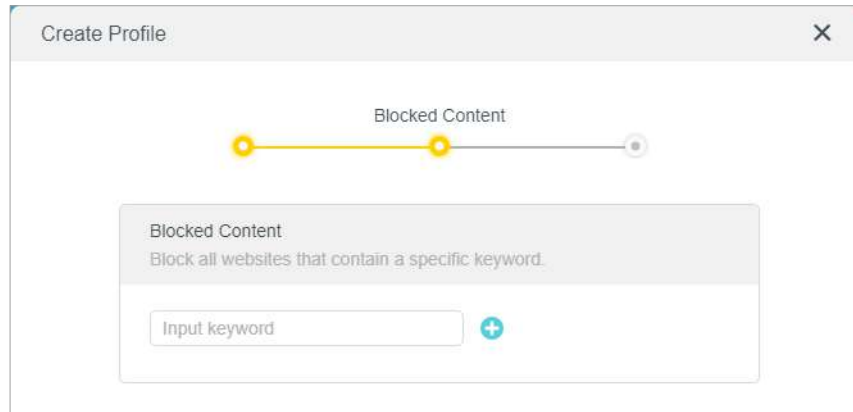 Create Profile
Blocked Content
Blocked Content
Block all websites that contain a specific keyword.
Input keyword